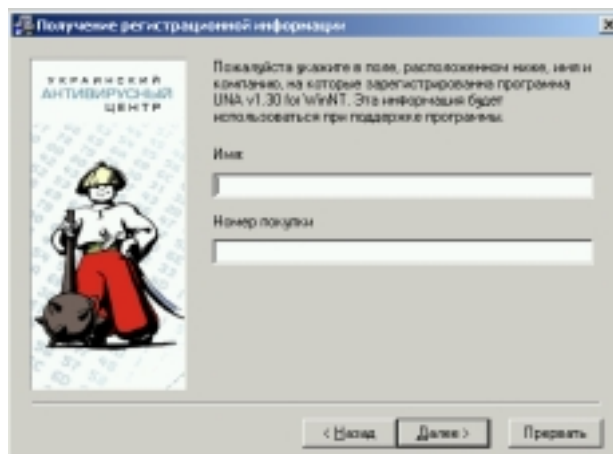 Получение регистрационной информации
УКРАИНСКИЙ
АНТИВИРУСНЫЙ
ЦЕНТР
Пожалуйста укажите в поле, расположенном ниже, имя и
компанию, на которые зарегистрирована программа
UNA v1.30 for WinNT. Эта информация будет
использоваться при поддержке программы.
Имя:
Номер покупки
< Назад
Далее >
Прервать